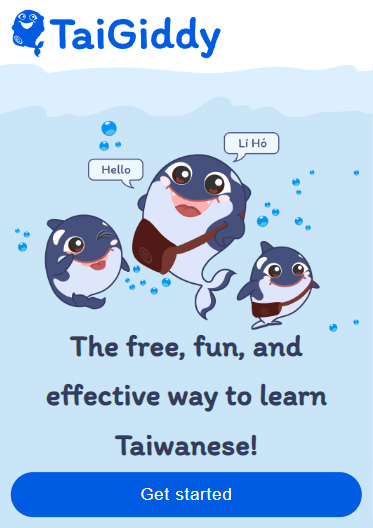 TaiGiddy
Lí Hó
Hello
The free, fun, and
effective way to learn
Taiwanese!
Get started